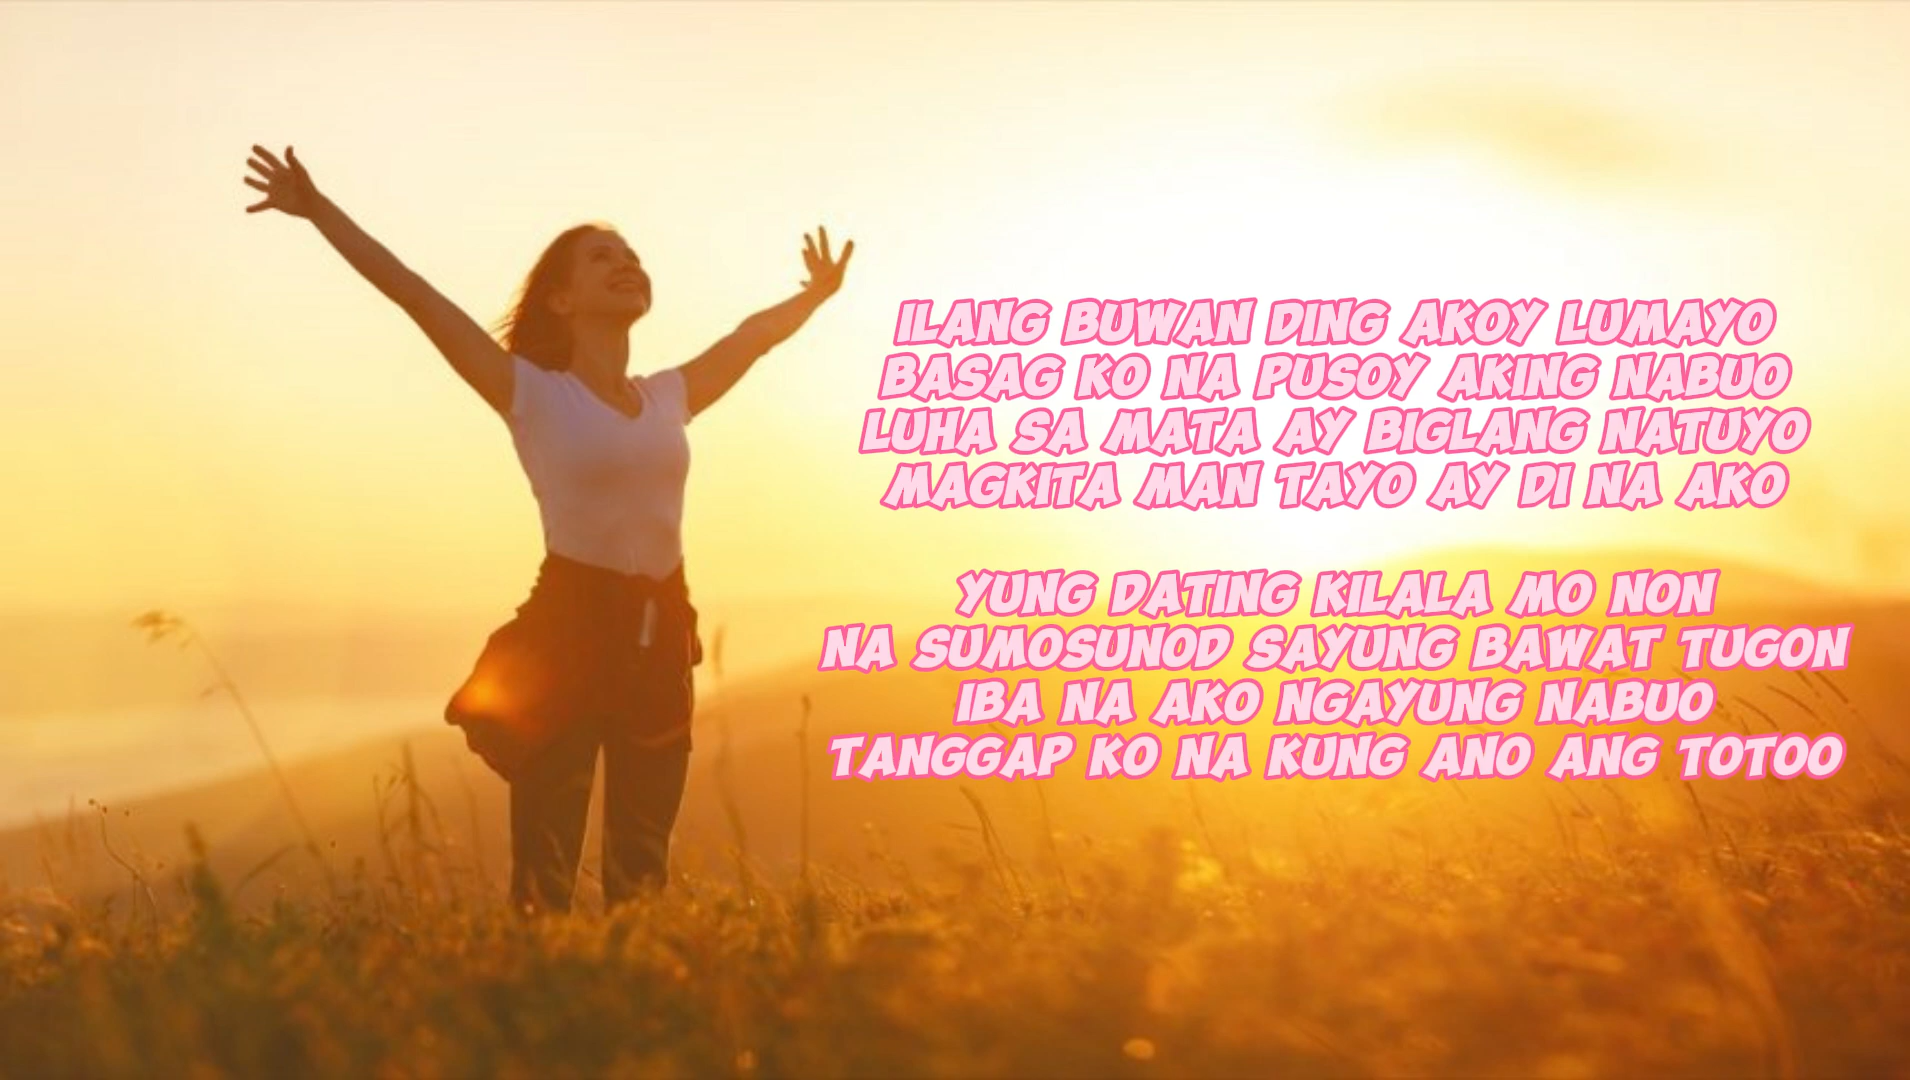 ILANG BUWAN DING AKOY LUMAYO
BASAG KO NA PUSOY AKING NABUO
LUHA SA MATA AY BIGLANG NATUYO
MAGKITA MAN TAYO AY DI NA AKO
YUNG DATING KILALA MO NON
NA SUMOSUNOD SAYUNG BAWAT TUGON
IBA NA AKO NGAYUNG NABUO
TANGGAP KO NA KUNG ANO ANG TOTOO